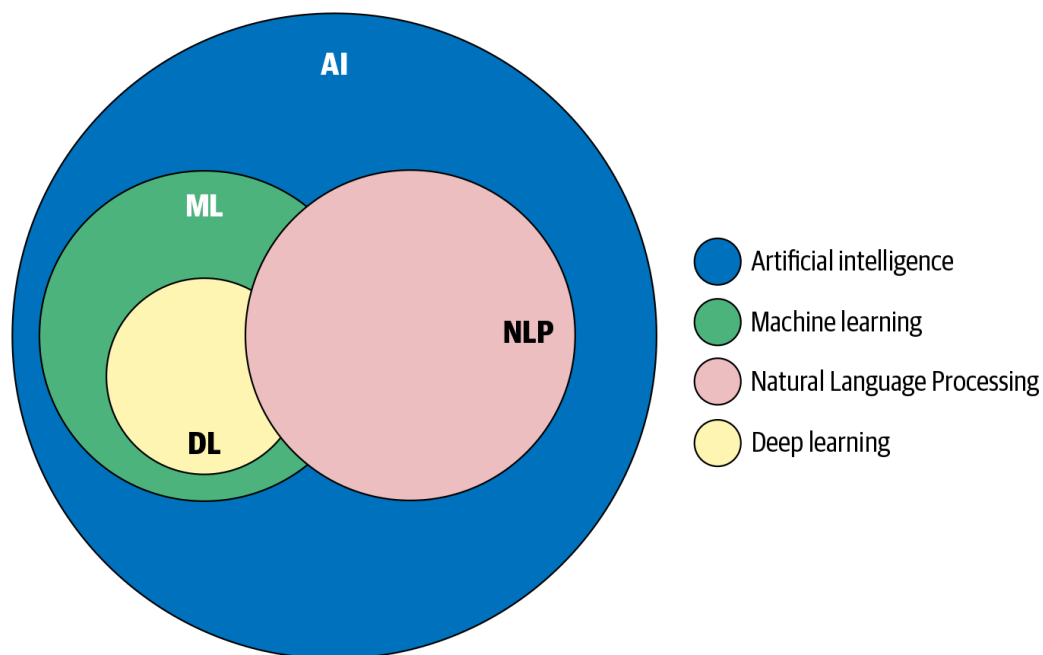 AI
ML
NLP
DL
Artificial intelligence
Machine learning
Natural Language Processing
Deep learning